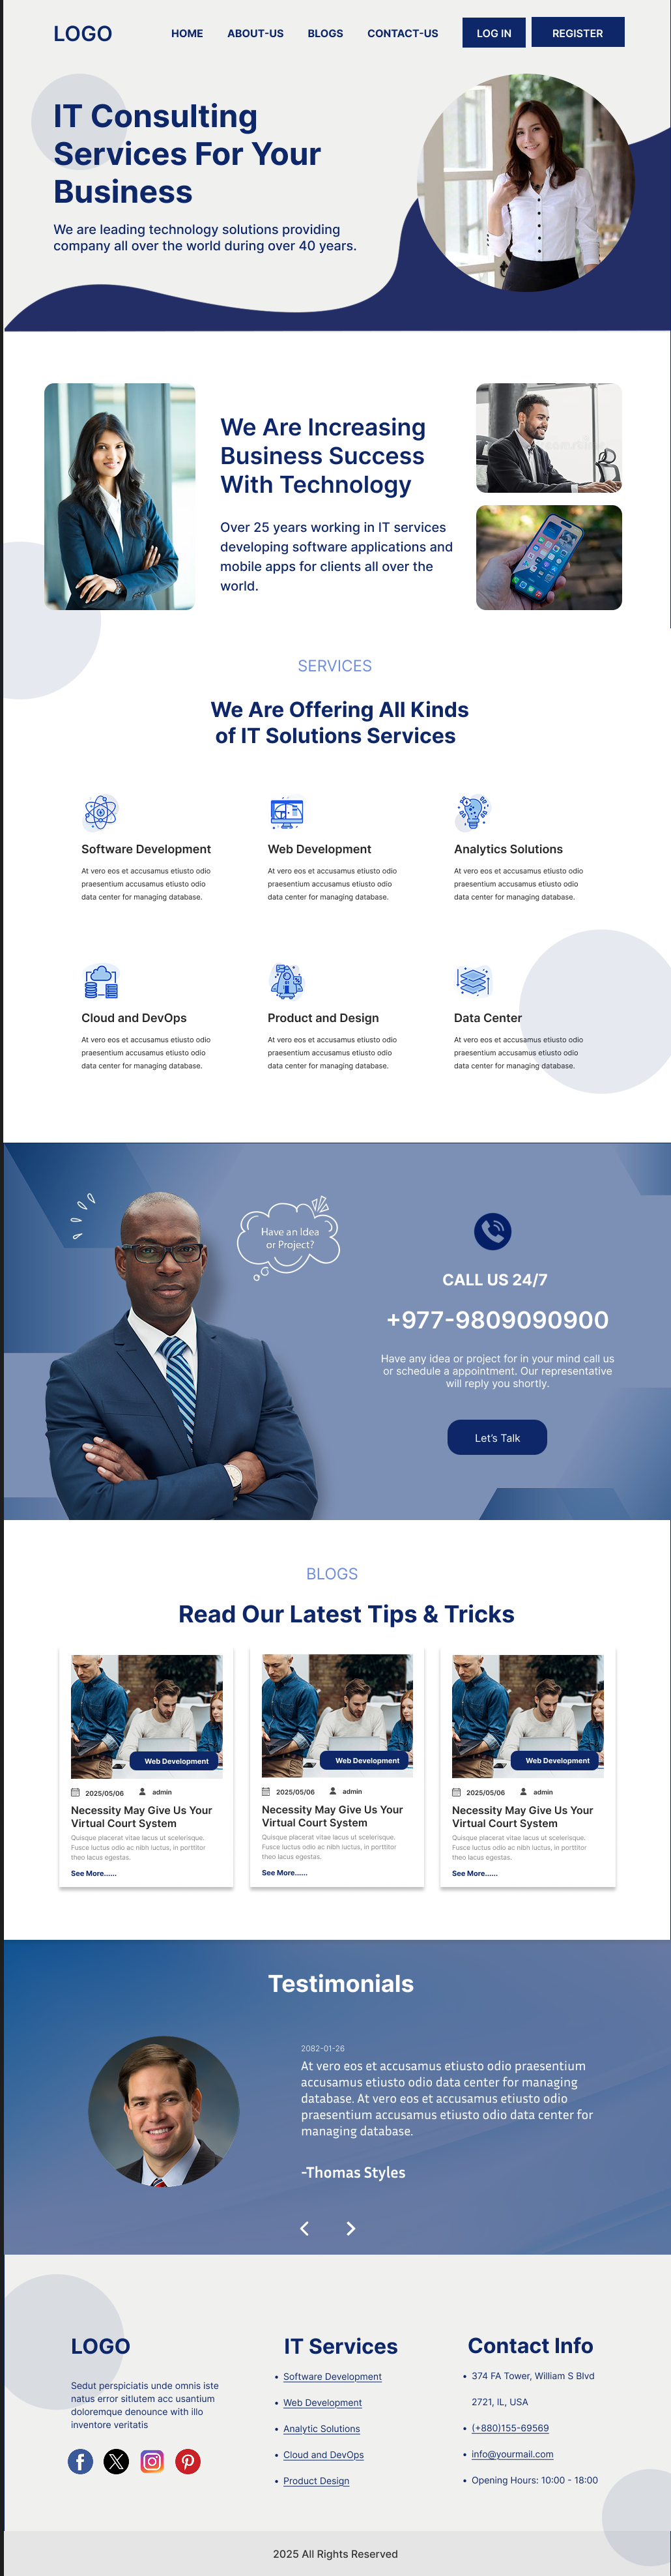 LOGO
HOME
ABOUT-US
BLOGS
CONTACT-US
LOG IN
REGISTER
IT Consulting
Services For Your
Business
We are leading technology solutions providing
company all over the world during over 40 years.
We Are Increasing
Business Success
With Technology
Over 25 years working in IT services
developing software applications and
mobile apps for clients all over the
world.
SERVICES
We Are Offering All Kinds
of IT Solutions Services
Software Development
At vero eos et accusamus etiusto odio
praesentium accusamus etiusto odio
data center for managing database.
Web Development
At vero eos et accusamus etiusto odio
praesentium accusamus etiusto odio
data center for managing database.
Analytics Solutions
At vero eos et accusamus etiusto odio
praesentium accusamus etiusto odio
data center for managing database.
Cloud and DevOps
At vero eos et accusamus etiusto odio
praesentium accusamus etiusto odio
data center for managing database.
Product and Design
At vero eos et accusamus etiusto odio
praesentium accusamus etiusto odio
data center for managing database.
Data Center
At vero eos et accusamus etiusto odio
praesentium accusamus etiusto odio
data center for managing database.
Have an Idea
or Project?
CALL US 24/7
+977-9809090900
Have any idea or project for in your mind call us
or schedule a appointment. Our representative
will reply you shortly.
Let's Talk
BLOGS
Read Our Latest Tips & Tricks
Web Development
2025/05/06
admin
Necessity May Give Us Your
Virtual Court System
Quisque placerat vitae lacus ut scelerisque.
Fusce luctus odio ac nibh luctus, in porttitor
theo lacus egestas.
See More......
Web Development
2025/05/06
admin
Necessity May Give Us Your
Virtual Court System
Quisque placerat vitae lacus ut scelerisque.
Fusce luctus odio ac nibh luctus, in porttitor
theo lacus egestas.
See More......
Web Development
2025/05/06
admin
Necessity May Give Us Your
Virtual Court System
Quisque placerat vitae lacus ut scelerisque.
Fusce luctus odio ac nibh luctus, in porttitor
theo lacus egestas.
See More......
Testimonials
2082-01-26
At vero eos et accusamus etiusto odio praesentium
accusamus etiusto odio data center for managing
database. At vero eos et accusamus etiusto odio
praesentium accusamus etiusto odio data center for
managing database.
-Thomas Styles
LOGO
Sedut perspiciatis unde omnis iste
natus error sitlutem acc usantium
doloremque denounce with illo
inventore veritatis
IT Services
• Software Development
• Web Development
• Analytic Solutions
• Cloud and DevOps
• Product Design
Contact Info
• 374 FA Tower, William S Blvd
2721, IL, USA
• (+880)155-69569
• info@yourmail.com
• Opening Hours: 10:00 - 18:00
2025 All Rights Reserved